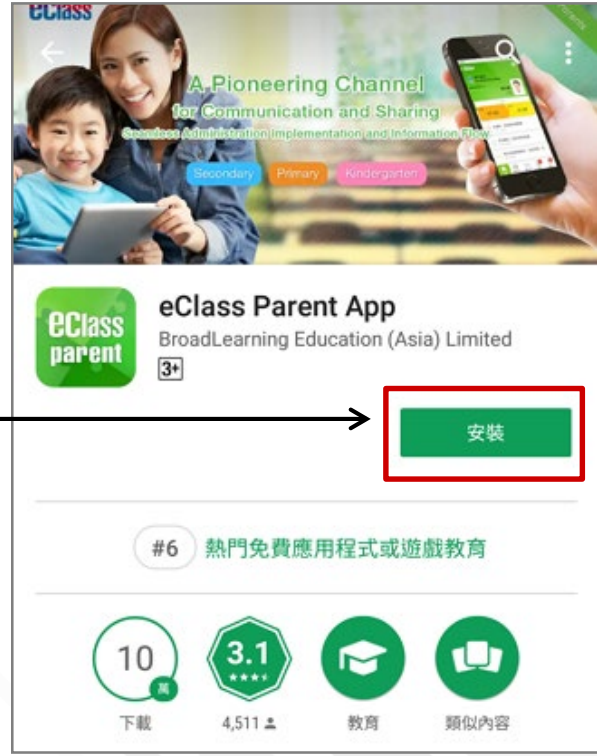 eClass
Parents
A Pioneering Channel
for Communication and Sharing
Seamless Administration Implementation and Information Flow
Secondary Primary Kindergarten
eClass
parent
eClass Parent App
BroadLearning Education (Asia) Limited
3+
安裝
#6 熱門免費應用程式或遊戲教育
10
萬
3.1
下載 4,511 教育 類似內容